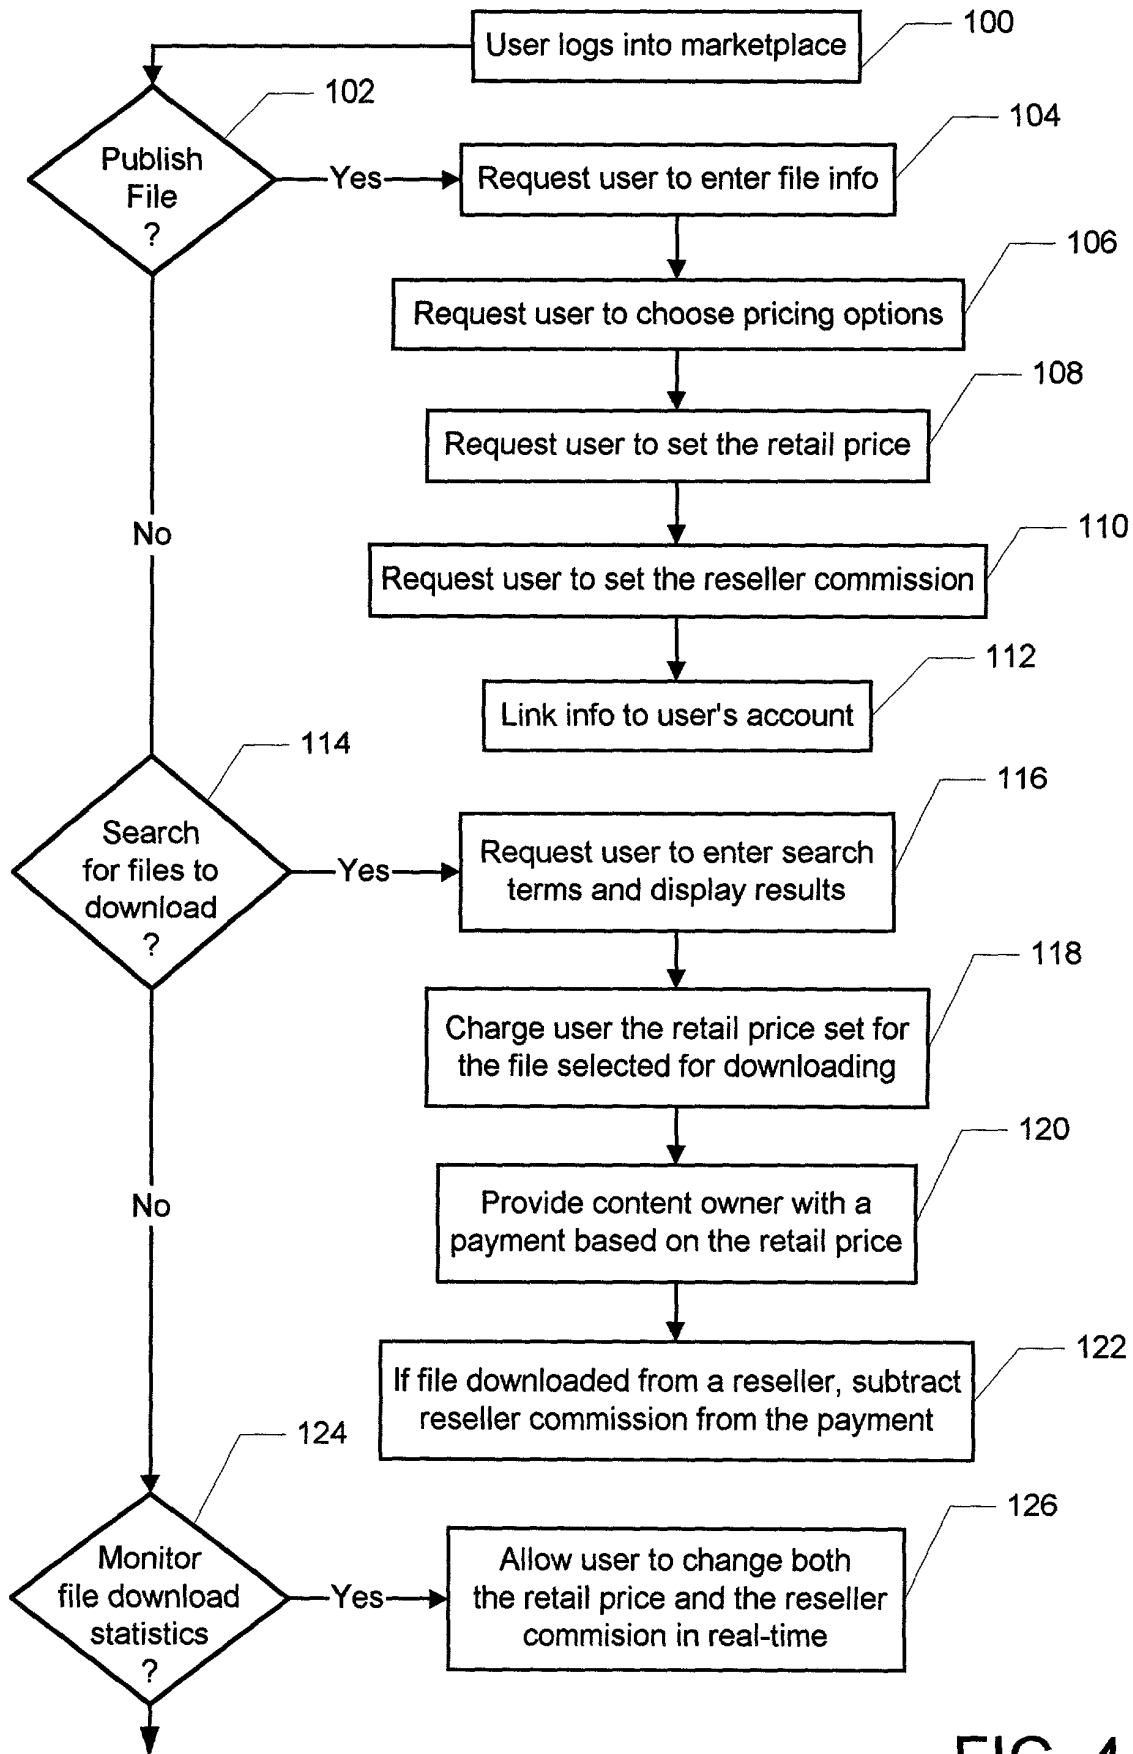 User logs into marketplace
100
102
Publish
File
?
Yes
104
Request user to enter file info
106
Request user to choose pricing options
108
Request user to set the retail price
No
110
Request user to set the reseller commission
112
Link info to user's account
114
Search
for files to
download
?
Yes
116
Request user to enter search
terms and display results
118
Charge user the retail price set for
the file selected for downloading
120
No
Provide content owner with a
payment based on the retail price
122
If file downloaded from a reseller, subtract
reseller commission from the payment
124
Monitor
file download
statistics
?
Yes
126
Allow user to change both
the retail price and the reseller
commision in real-time
FIG. 4